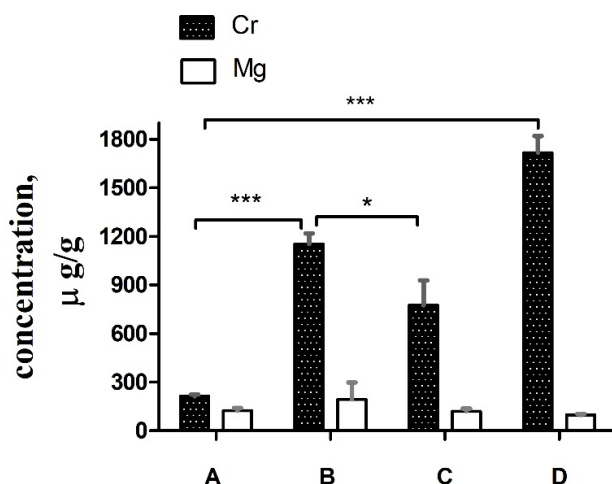 Cr
Mg
***
1800
1500
*** *
1200
900
600
300
0
A B C D
concentration,
μ g/g